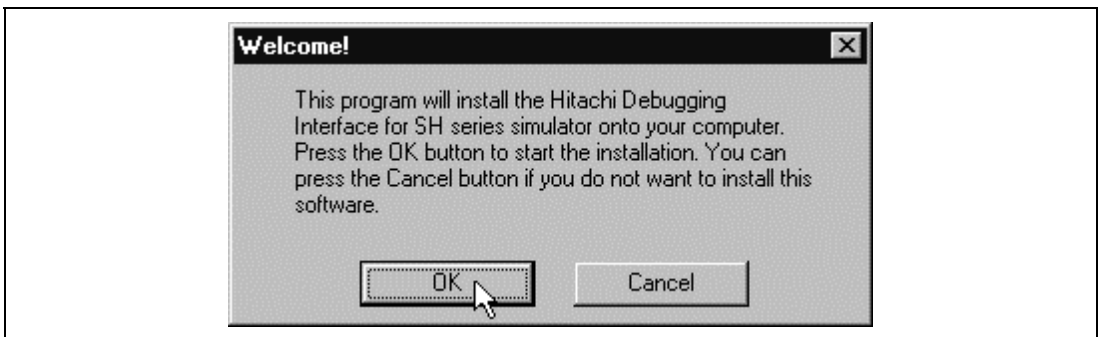 Welcome!
This program will install the Hitachi Debugging
Interface for SH series simulator onto your computer.
Press the OK button to start the installation. You can
press the Cancel button if you do not want to install this
software.
OK
Cancel